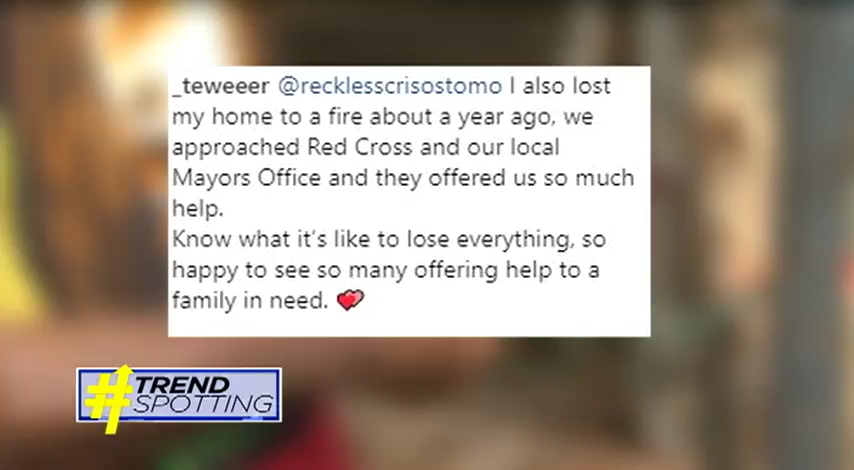 _teweeer @recklesscrisostomo I also lost
my home to a fire about a year ago, we
approached Red Cross and our local
Mayors Office and they offered us so much
help.
Know what it's like to lose everything, so
happy to see so many offering help to a
family in need. 💕
#TREND
SPOTTING